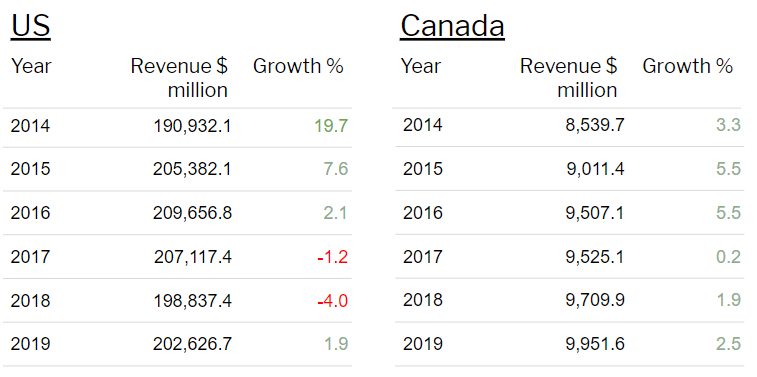 US
Year Revenue $ million Growth %
2014 190,932.1 19.7
2015 205,382.1 7.6
2016 209,656.8 2.1
2017 207,117.4 -1.2
2018 198,837.4 -4.0
2019 202,626.7 1.9
Canada
Year Revenue $ million Growth %
2014 8,539.7 3.3
2015 9,011.4 5.5
2016 9,507.1 5.5
2017 9,525.1 0.2
2018 9,709.9 1.9
2019 9,951.6 2.5